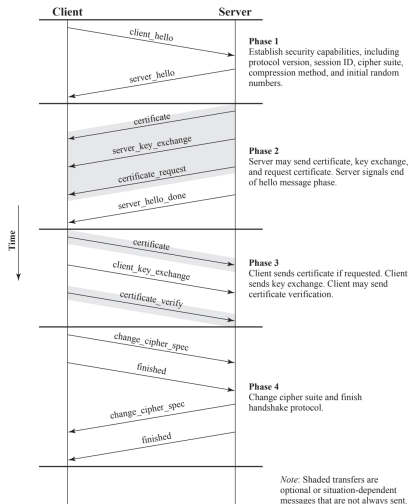 Client
Server
client_hello
Phase 1
Establish security capabilities, including
protocol version, session ID, cipher suite,
compression method, and initial random
numbers.
server_hello
certificate
server_key_exchange
Phase 2
Server may send certificate, key exchange,
and request certificate. Server signals end
of hello message phase.
certificate_request
server_hello_done
Time
certificate
Phase 3
Client sends certificate if requested. Client
sends key exchange. Client may send
certificate verification.
client_key_exchange
certificate_verify
change_cipher_spec
finished
Phase 4
Change cipher suite and finish
handshake protocol.
change_cipher_spec
finished
Note: Shaded transfers are
optional or situation-dependent
messages that are not always sent.